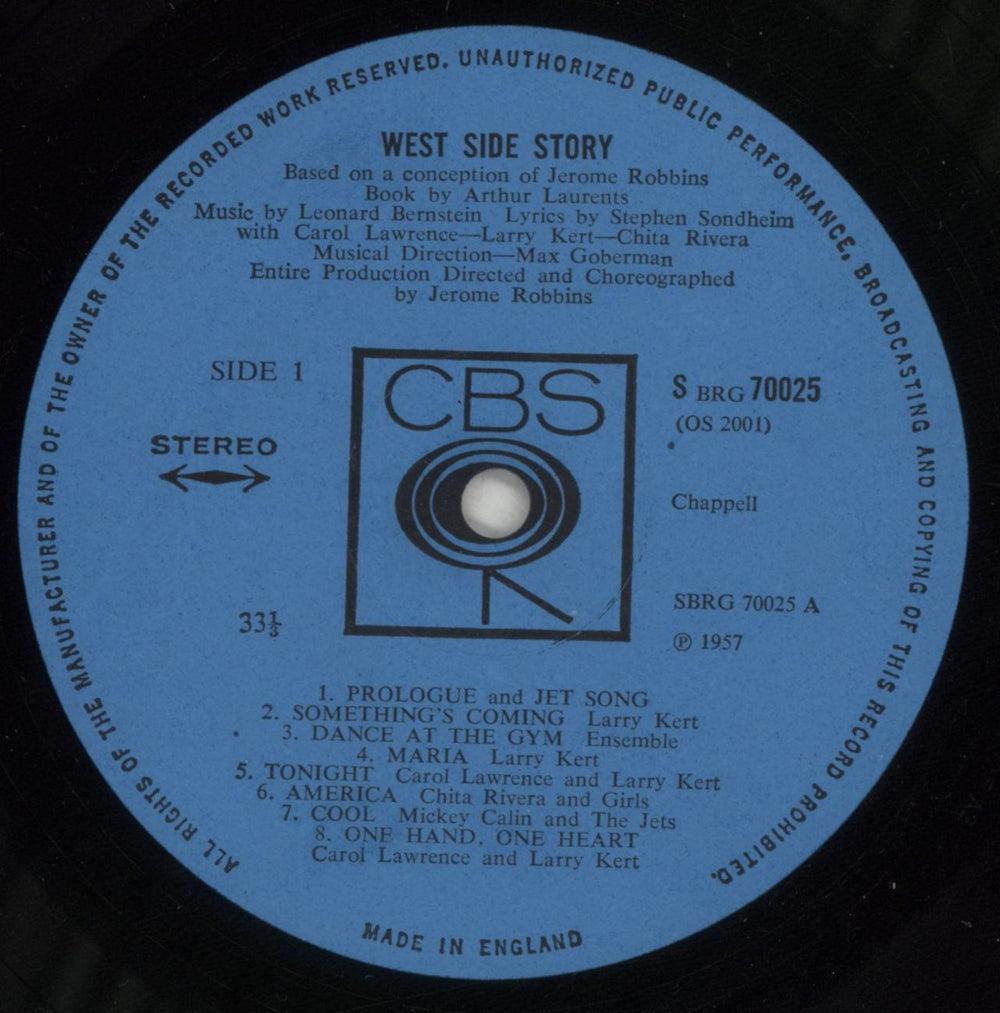 ALL RIGHTS OF THE MANUFACTURER AND OF THE OWNER OF THE RECORDED WORK RESERVED. UNAUTHORIZED PUBLIC PERFORMANCE, BROADCASTING AND COPYING OF THIS RECORD PROHIBITED.
WEST SIDE STORY
Based on a conception of Jerome Robbins
Book by Arthur Laurents
Music by Leonard Bernstein Lyrics by Stephen Sondheim
with Carol Lawrence—Larry Kert—Chita Rivera
Musical Direction—Max Goberman
Entire Production Directed and Choreographed
by Jerome Robbins
SIDE 1
STEREO
33⅓
CBS
S BRG 70025
(OS 2001)
Chappell
SBRG 70025 A
℗ 1957
1. PROLOGUE and JET SONG
2. SOMETHING'S COMING Larry Kert
3. DANCE AT THE GYM Ensemble
4. MARIA Larry Kert
5. TONIGHT Carol Lawrence and Larry Kert
6. AMERICA Chita Rivera and Girls
7. COOL Mickey Calin and The Jets
8. ONE HAND, ONE HEART
Carol Lawrence and Larry Kert
MADE IN ENGLAND